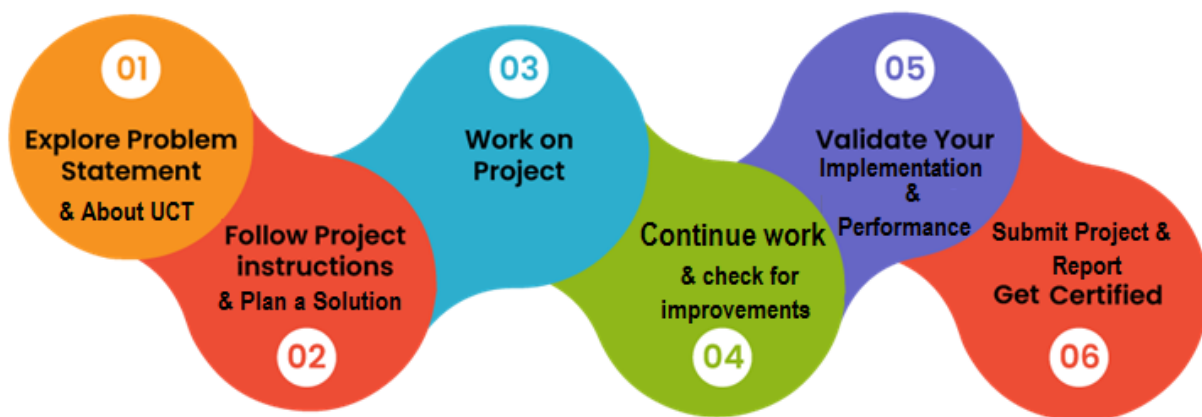 01
Explore Problem
Statement
& About UCT
Follow Project
instructions
& Plan a Solution
02
03
Work on
Project
Continue work
& check for
improvements
04
05
Validate Your
Implementation
&
Performance
Submit Project &
Report
Get Certified
06